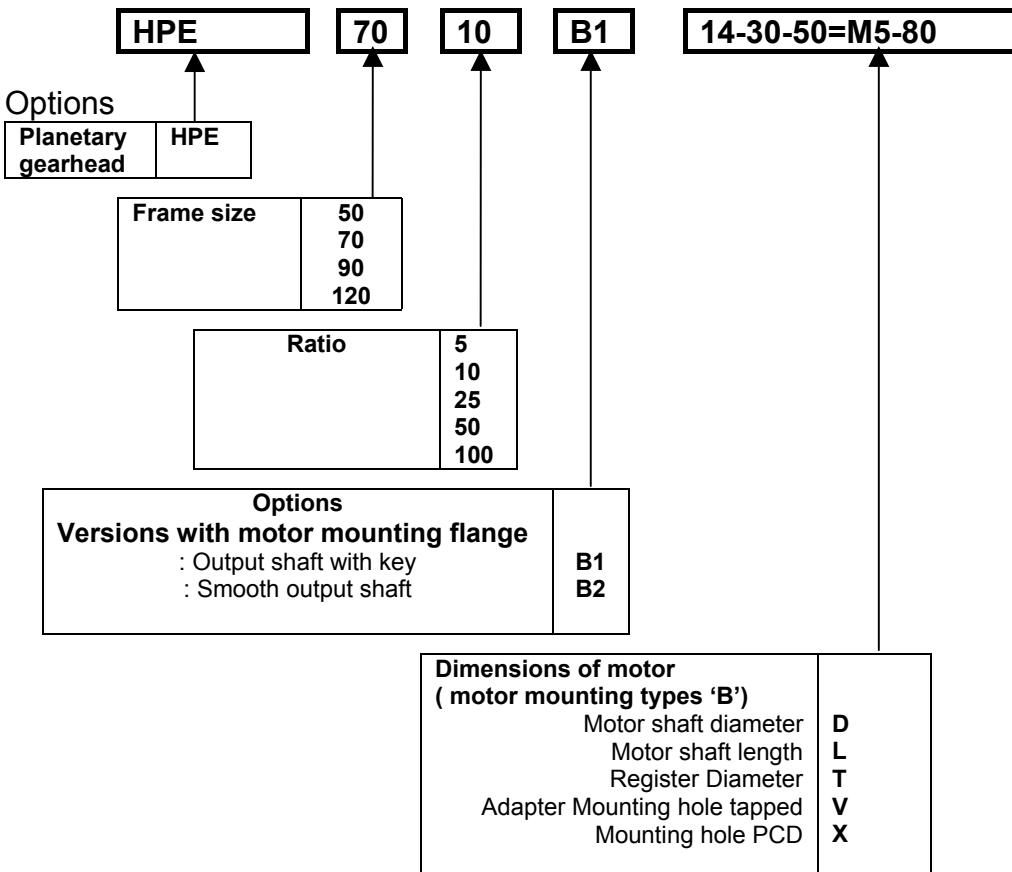 HPE 70 10 B1 14-30-50=M5-80
Options
Planetary HPE
gearhead
Frame size 50
70
90
120
Ratio 5
10
25
50
100
Options
Versions with motor mounting flange
: Output shaft with key B1
: Smooth output shaft B2
Dimensions of motor
( motor mounting types ‘B’)
Motor shaft diameter D
Motor shaft length L
Register Diameter T
Adapter Mounting hole tapped V
Mounting hole PCD X